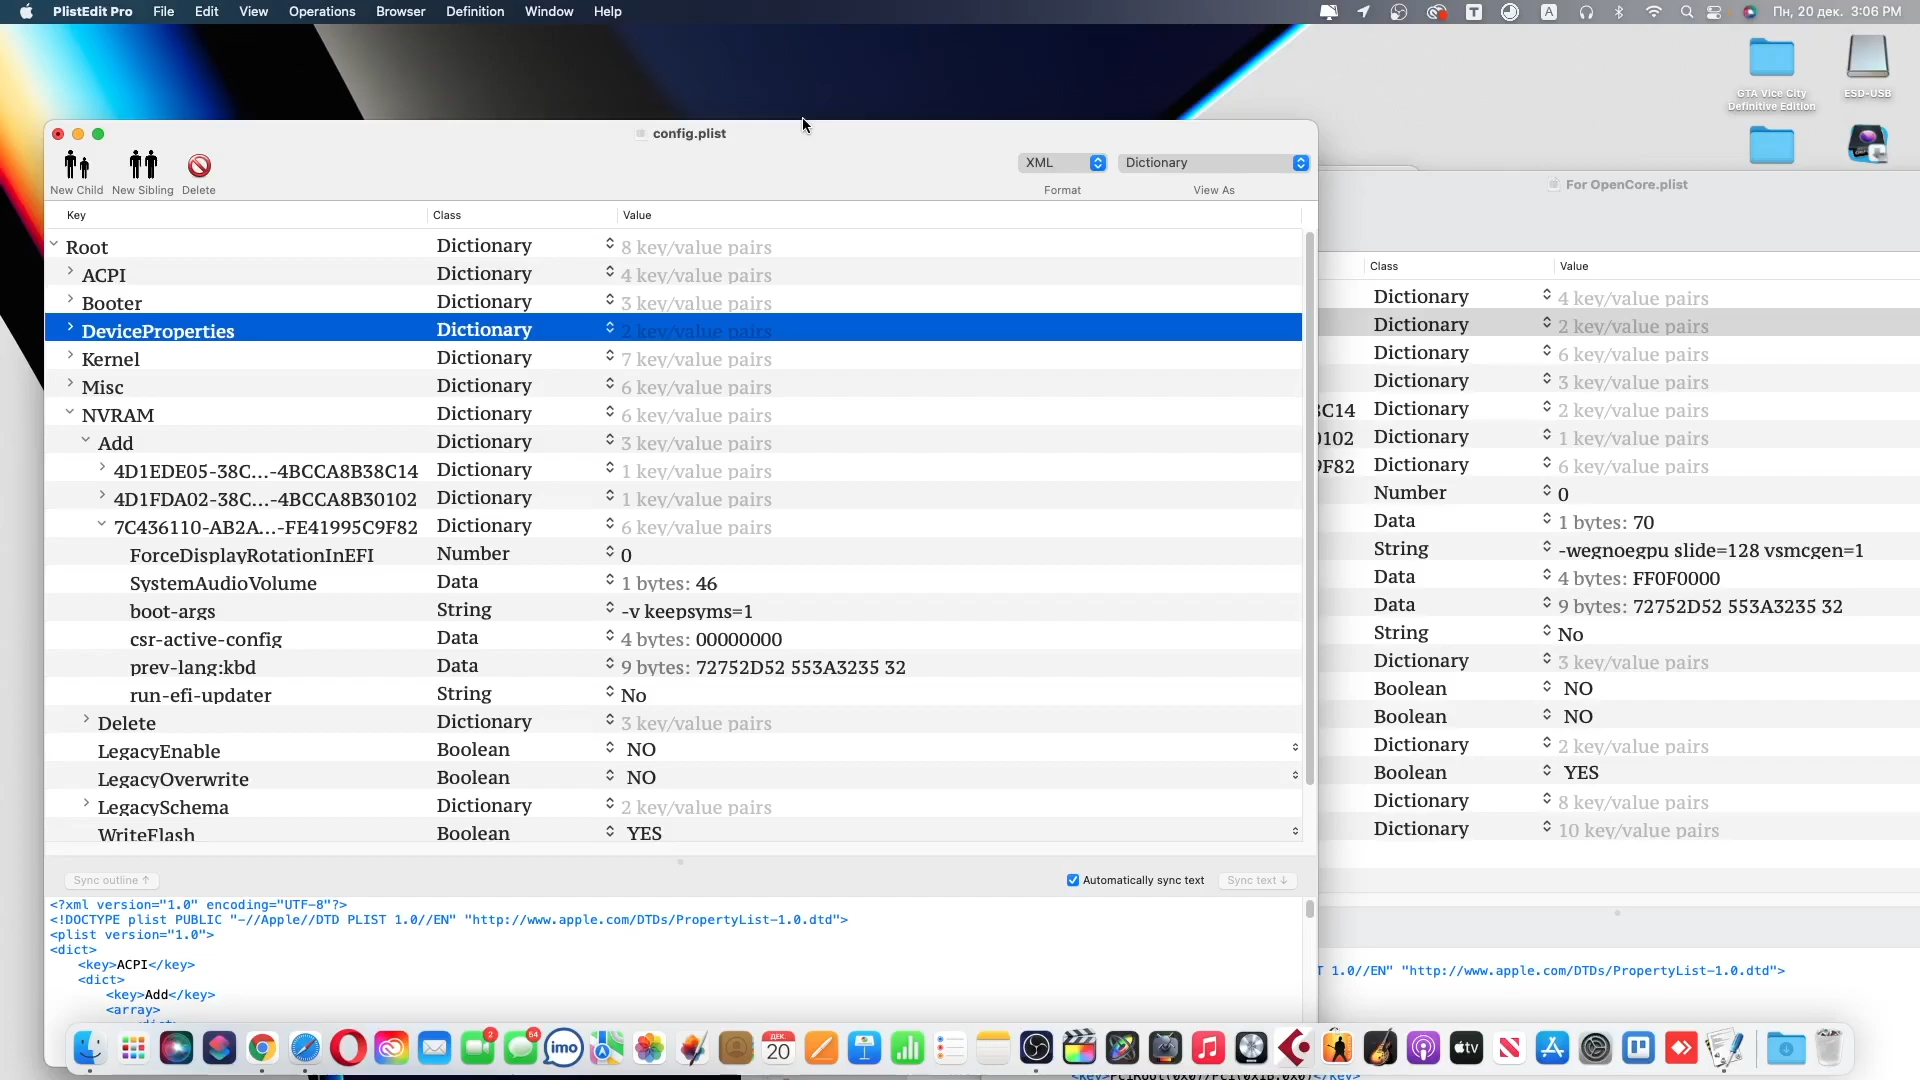 PlistEdit Pro File Edit View Operations Browser Definition Window Help
Пн, 20 дек. 3:06 PM
GTA Vice City
Definitive Edition
ESD-USB
config.plist
New Child New Sibling Delete
XML Dictionary
Format View As
Key Class Value
Root Dictionary 8 key/value pairs
ACPI Dictionary 4 key/value pairs
Booter Dictionary 3 key/value pairs
DeviceProperties Dictionary 2 key/value pairs
Kernel Dictionary 7 key/value pairs
Misc Dictionary 6 key/value pairs
NVRAM Dictionary 6 key/value pairs
Add Dictionary 3 key/value pairs
4D1EDE05-38C...-4BCCA8B38C14 Dictionary 1 key/value pairs
4D1FDA02-38C...-4BCCA8B30102 Dictionary 1 key/value pairs
7C436110-AB2A...-FE41995C9F82 Dictionary 6 key/value pairs
ForceDisplayRotationInEFI Number 0
SystemAudioVolume Data 1 bytes: 46
boot-args String -v keepsyms=1
csr-active-config Data 4 bytes: 00000000
prev-lang:kbd Data 9 bytes: 72752D52 553A3235 32
run-efi-updater String No
Delete Dictionary 3 key/value pairs
LegacyEnable Boolean NO
LegacyOverwrite Boolean NO
LegacySchema Dictionary 2 key/value pairs
WriteFlash Boolean YES
Sync outline ↑ Automatically sync text Sync text ↓
<?xml version="1.0" encoding="UTF-8"?>
<!DOCTYPE plist PUBLIC "-//Apple//DTD PLIST 1.0//EN" "http://www.apple.com/DTDs/PropertyList-1.0.dtd">
<plist version="1.0">
<dict>
<key>ACPI</key>
<dict>
<key>Add</key>
<array>
For OpenCore.plist
Class Value
Dictionary 4 key/value pairs
Dictionary 2 key/value pairs
Dictionary 6 key/value pairs
Dictionary 3 key/value pairs
C14 Dictionary 2 key/value pairs
0102 Dictionary 1 key/value pairs
F82 Dictionary 6 key/value pairs
Number 0
Data 1 bytes: 70
String -wegnoegpu slide=128 vsmcgen=1
Data 4 bytes: FF0F0000
Data 9 bytes: 72752D52 553A3235 32
String No
Dictionary 3 key/value pairs
Boolean NO
Boolean NO
Dictionary 2 key/value pairs
Boolean YES
Dictionary 8 key/value pairs
Dictionary 10 key/value pairs
T 1.0//EN" "http://www.apple.com/DTDs/PropertyList-1.0.dtd">
2
64
imo
ДЕК.
20
tv